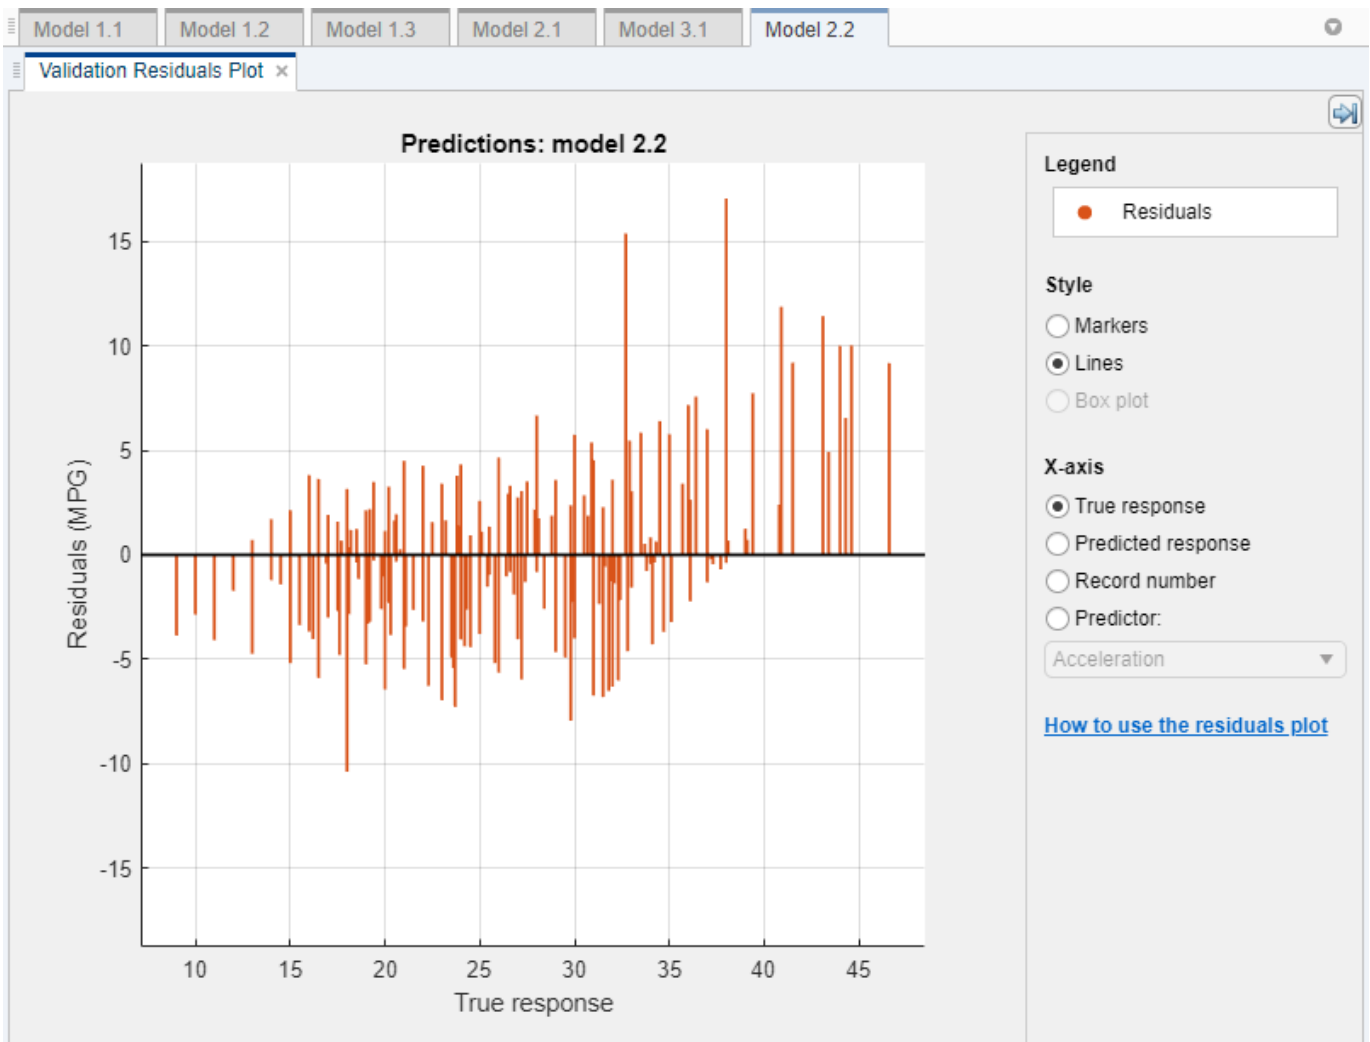 Model 1.1
Model 1.2
Model 1.3
Model 2.1
Model 3.1
Model 2.2
Validation Residuals Plot ×
Predictions: model 2.2
Residuals (MPG)
15
10
5
0
-5
-10
-15
10
15
20
25
30
35
40
45
True response
Legend
Residuals
Style
Markers
Lines
Box plot
X-axis
True response
Predicted response
Record number
Predictor:
Acceleration
How to use the residuals plot